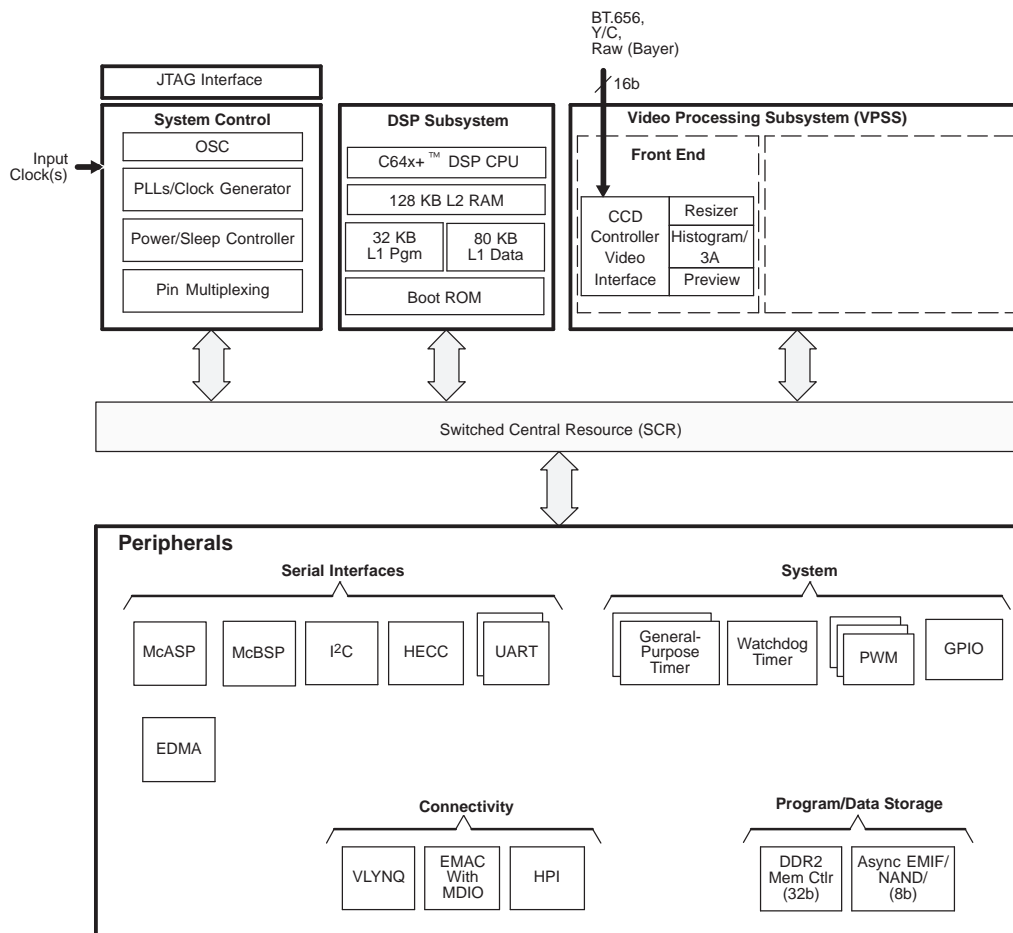 BT.656,
Y/C,
Raw (Bayer)
16b
JTAG Interface
System Control
OSC
PLLs/Clock Generator
Power/Sleep Controller
Pin Multiplexing
Input
Clock(s)
DSP Subsystem
C64x+™ DSP CPU
128 KB L2 RAM
32 KB
L1 Pgm
80 KB
L1 Data
Boot ROM
Video Processing Subsystem (VPSS)
Front End
CCD
Controller
Video
Interface
Resizer
Histogram/
3A
Preview
Switched Central Resource (SCR)
Peripherals
Serial Interfaces
McASP
McBSP
I2C
HECC
UART
System
General-
Purpose
Timer
Watchdog
Timer
PWM
GPIO
EDMA
Connectivity
VLYNQ
EMAC
With
MDIO
HPI
Program/Data Storage
DDR2
Mem Ctlr
(32b)
Async EMIF/
NAND/
(8b)